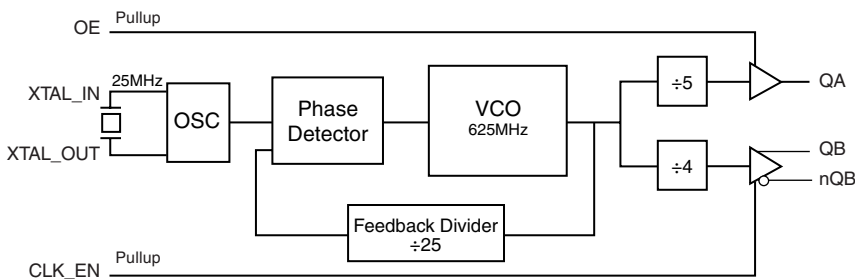 OE
Pullup
XTAL_IN
25MHz
XTAL_OUT
OSC
Phase
Detector
VCO
625MHz
÷5
QA
÷4
QB
nQB
Feedback Divider
÷25
CLK_EN
Pullup